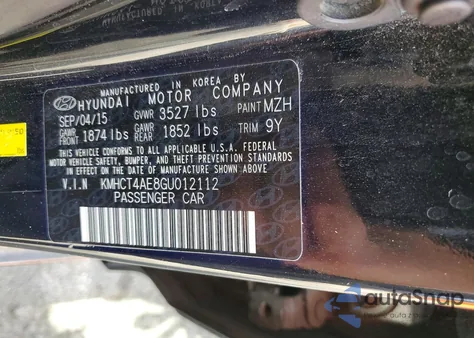 MANUFACTURED IN KOREA BY
HYUNDAI MOTOR COMPANY
SEP/04/15 GVWR 3527 lbs PAINT MZH
GAWR FRONT 1874 lbs GAWR REAR 1852 lbs TRIM 9Y
THIS VEHICLE CONFORMS TO ALL APPLICABLE U.S.A. FEDERAL
MOTOR VEHICLE SAFETY, BUMPER, AND THEFT PREVENTION STANDARDS
IN EFFECT ON THE DATE OF MANUFACTURE SHOWN ABOVE
V.I.N KMHCT4AE8GU012112
PASSENGER CAR
autoSnap